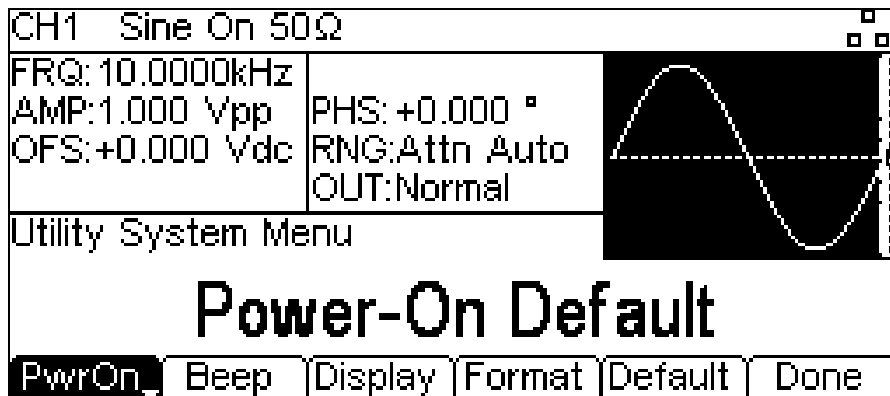 CH1 Sine On 50Ω
FRQ: 10.0000kHz
AMP:1.000 Vpp
OFS:+0.000 Vdc
PHS: +0.000 °
RNG:Attn Auto
OUT:Normal
Utility System Menu
Power-On Default
PwrOn Beep Display Format Default Done